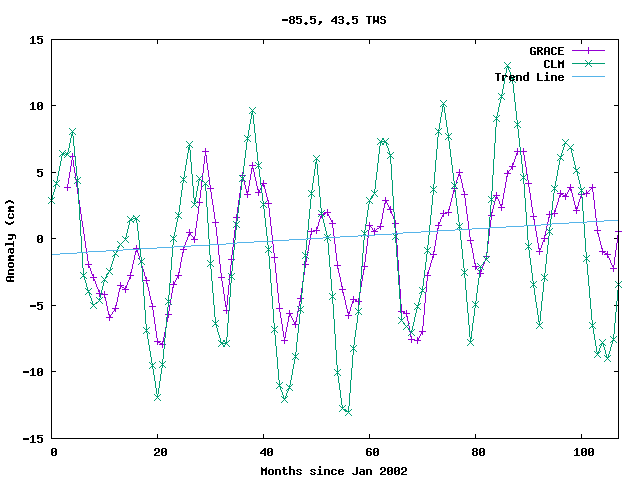 -85.5, 43.5 TWS
15
GRACE
CLM
Trend Line
10
5
0
-5
-10
-15
Anomaly (cm)
0 20 40 60 80 100
Months since Jan 2002